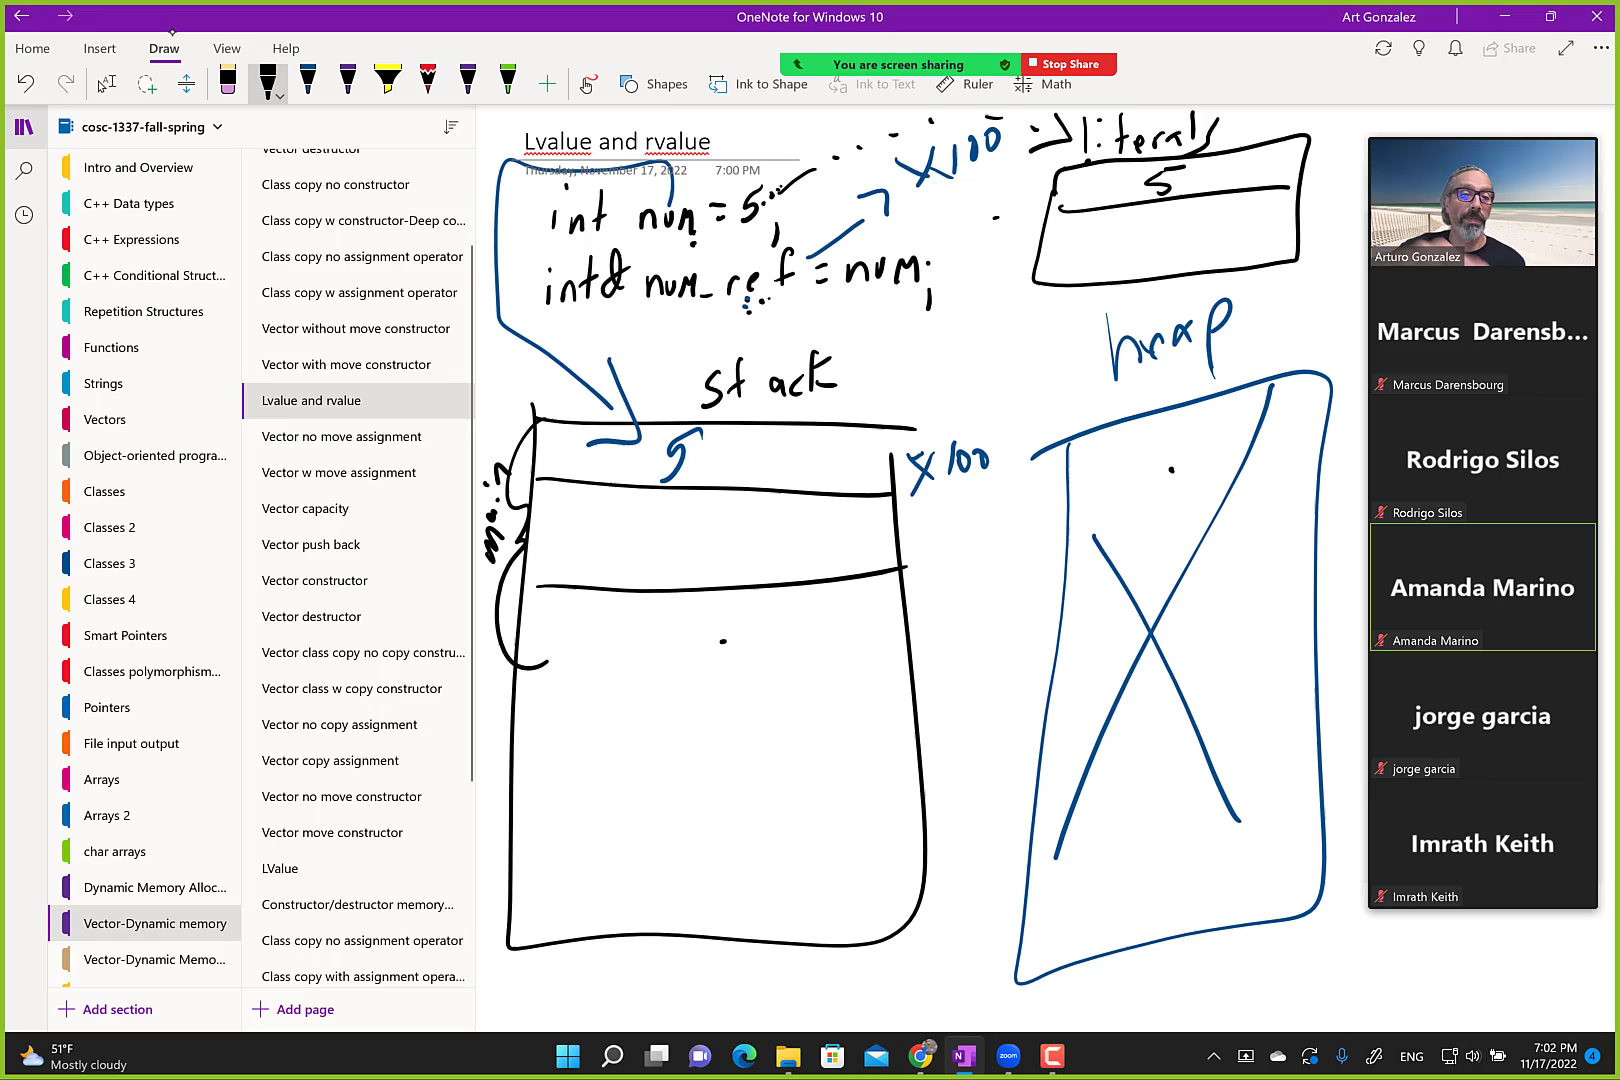 OneNote for Windows 10
Art Gonzalez
Home Insert Draw View Help
Share
You are screen sharing
Stop Share
Shapes
Ink to Shape
Ink to Text
Ruler
Math
cosc-1337-fall-spring
Intro and Overview
C++ Data types
C++ Expressions
C++ Conditional Struct...
Repetition Structures
Functions
Strings
Vectors
Object-oriented progra...
Classes
Classes 2
Classes 3
Classes 4
Smart Pointers
Classes polymorphism...
Pointers
File input output
Arrays
Arrays 2
char arrays
Dynamic Memory Alloc...
Vector-Dynamic memory
Vector-Dynamic Memo...
Add section
Vector destructor
Class copy no constructor
Class copy w constructor-Deep co...
Class copy no assignment operator
Class copy w assignment operator
Vector without move constructor
Vector with move constructor
Lvalue and rvalue
Vector no move assignment
Vector w move assignment
Vector capacity
Vector push back
Vector constructor
Vector destructor
Vector class copy no copy constru...
Vector class w copy constructor
Vector no copy assignment
Vector copy assignment
Vector no move constructor
Vector move constructor
LValue
Constructor/destructor memory...
Class copy no assignment operator
Class copy with assignment opera...
Add page
Lvalue and rvalue
Thursday, November 17, 2022 7:00 PM
int num = 5;
int& num_ref = num;
x100
literals
5
stack
heap
5
x100
main
Arturo Gonzalez
Marcus Darensb...
Marcus Darensbourg
Rodrigo Silos
Rodrigo Silos
Amanda Marino
Amanda Marino
jorge garcia
jorge garcia
Imrath Keith
Imrath Keith
51°F
Mostly cloudy
zoom
ENG
7:02 PM
11/17/2022
4